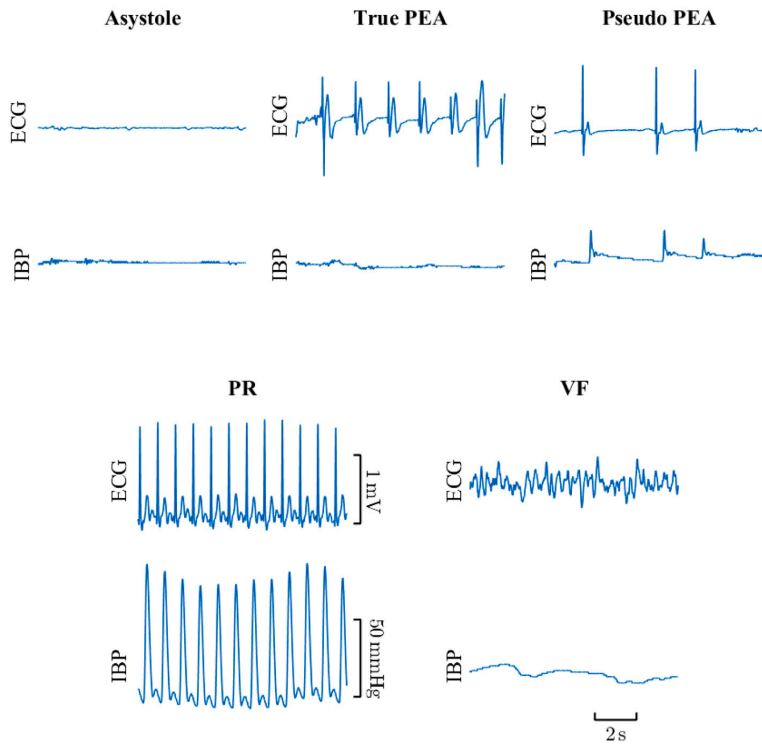 Asystole
True PEA
Pseudo PEA
ECG
ECG
ECG
IBP
IBP
IBP
PR
VF
ECG
1 mV
ECG
IBP
50 mmHg
IBP
2 s